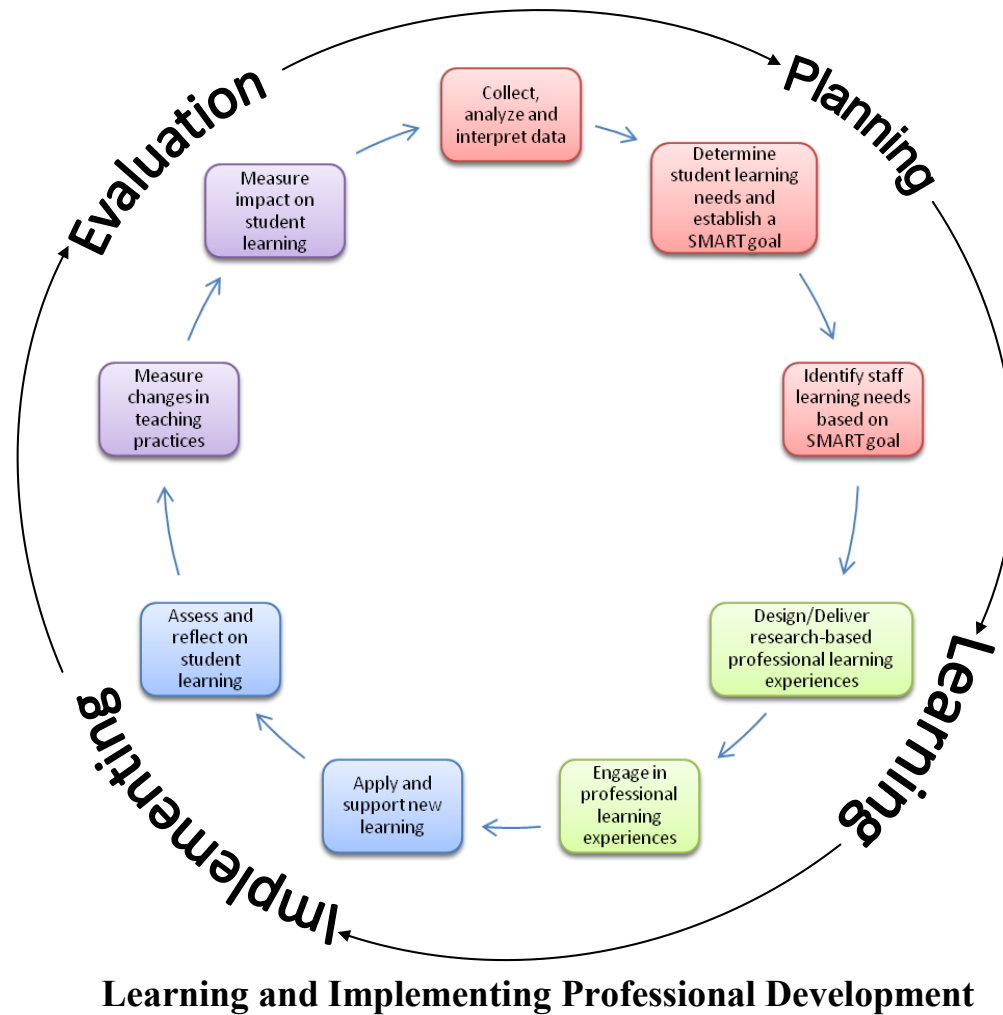 Evaluation
Planning
Learning
Implementing
Collect,
analyze and
interpret data
Determine
student learning
needs and
establish a
SMART goal
Identify staff
learning needs
based on
SMART goal
Design/Deliver
research-based
professional learning
experiences
Engage in
professional
learning
experiences
Apply and
support new
learning
Assess and
reflect on
student
learning
Measure
changes in
teaching
practices
Measure
impact on
student
learning
Learning and Implementing Professional Development